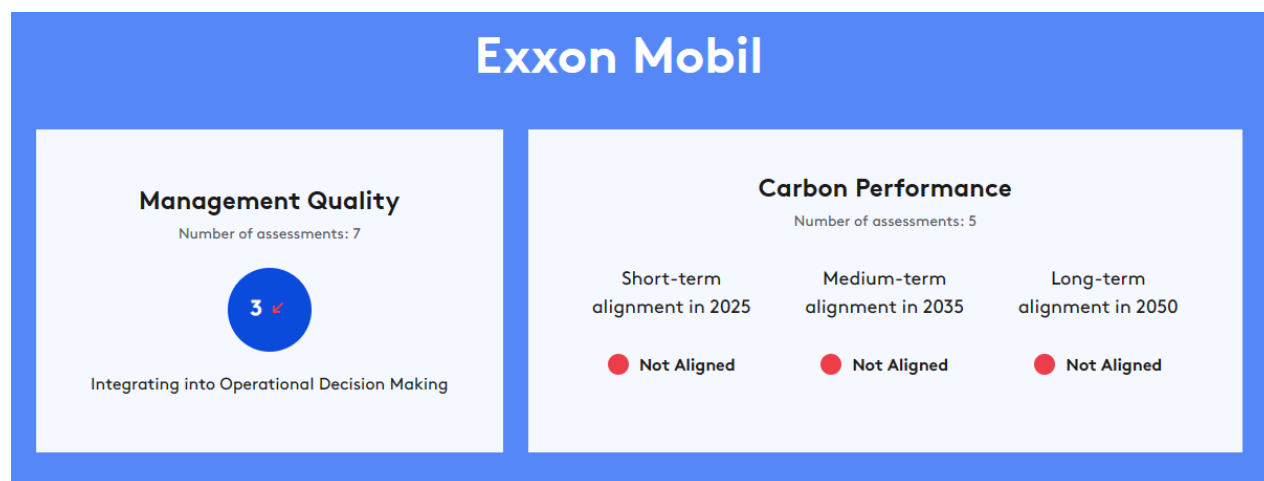 Exxon Mobil
Management Quality
Number of assessments: 7
3
Integrating into Operational Decision Making
Carbon Performance
Number of assessments: 5
Short-term
alignment in 2025
Not Aligned
Medium-term
alignment in 2035
Not Aligned
Long-term
alignment in 2050
Not Aligned